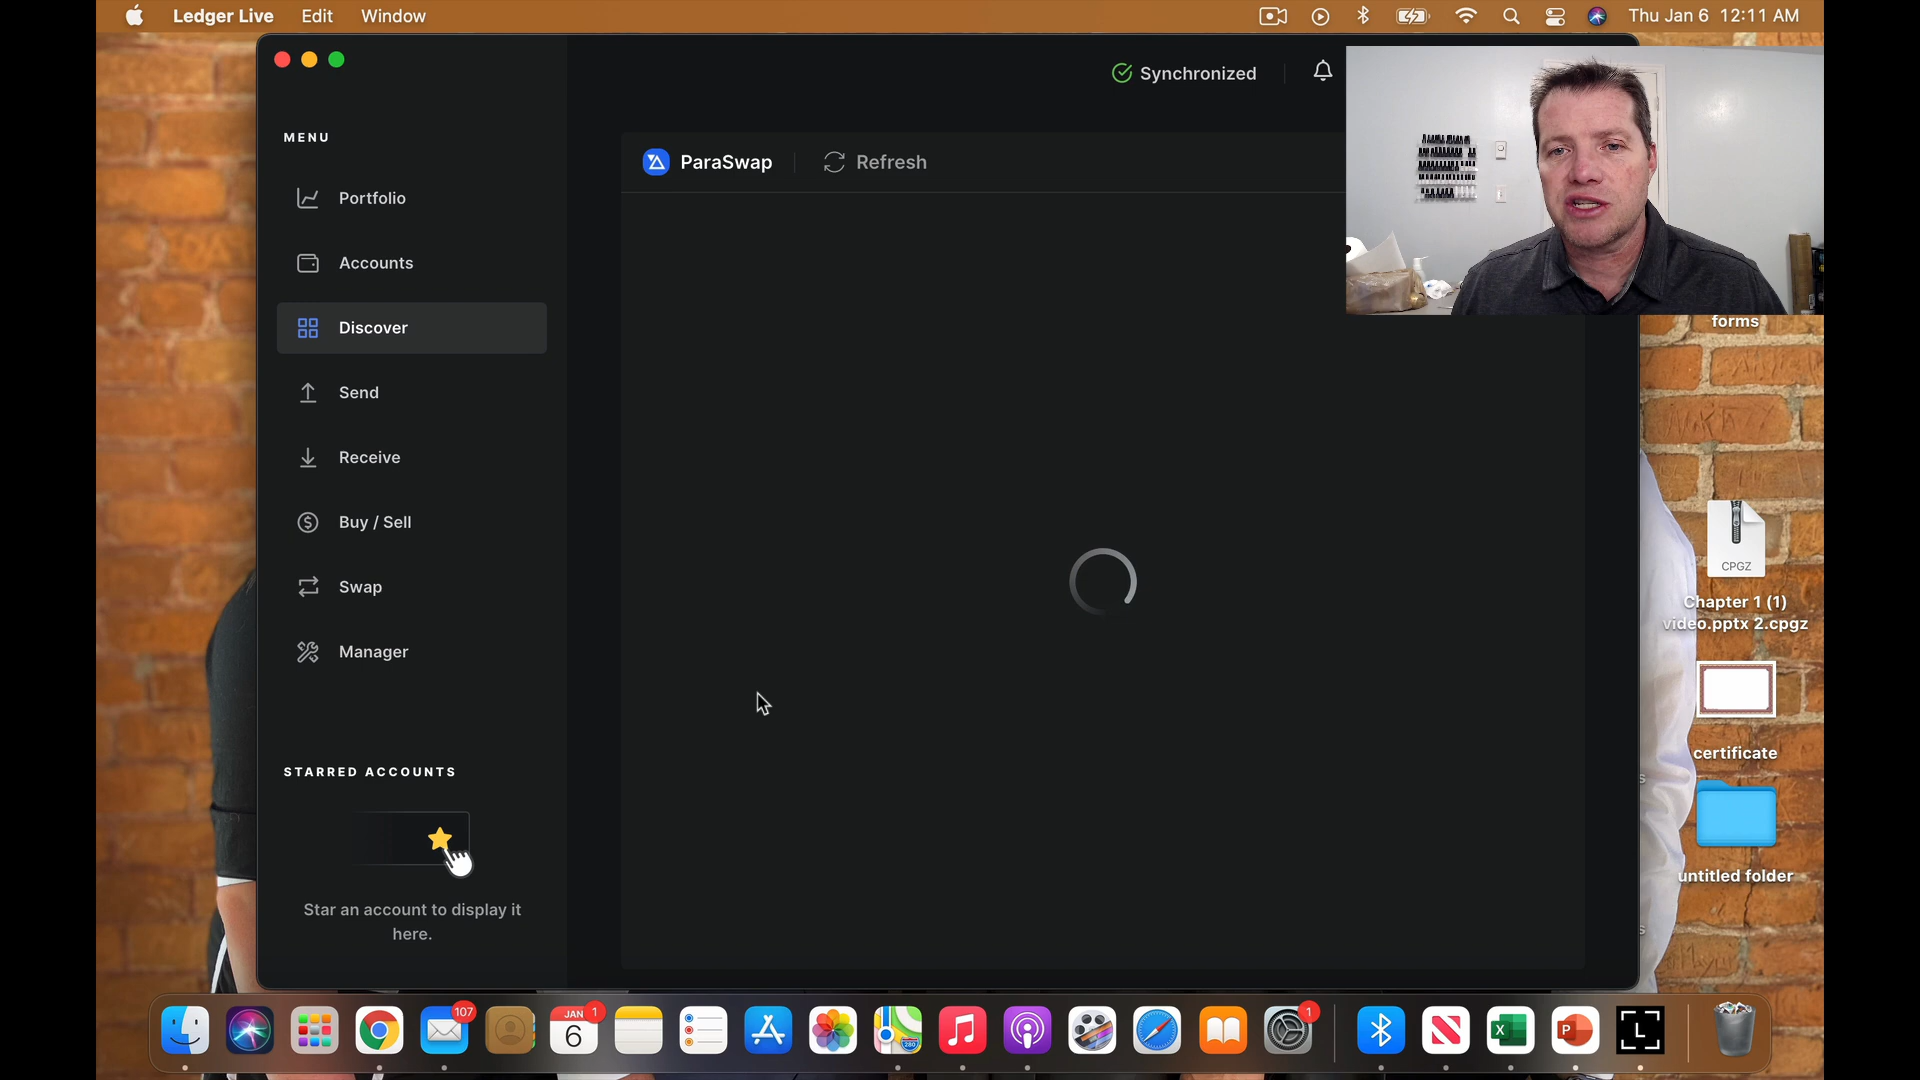 Ledger Live Edit Window
Thu Jan 6 12:11 AM
Synchronized
MENU
ParaSwap
Refresh
Portfolio
Accounts
Discover
Send
Receive
Buy / Sell
Swap
Manager
STARRED ACCOUNTS
Star an account to display it
here.
forms
CPGZ
Chapter 1 (1)
video.pptx 2.cpgz
certificate
untitled folder
107
JAN
6
1
280
1
X
P
L